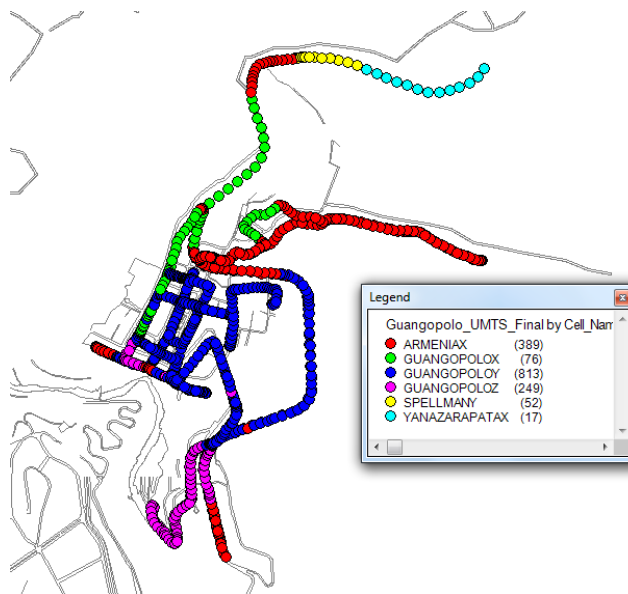 Legend
Guangopolo_UMTS_Final by Cell_Nam
ARMENIAX (389)
GUANGOPOLOX (76)
GUANGOPOLOY (813)
GUANGOPOLOZ (249)
SPELLMANY (52)
YANAZARAPATAX (17)